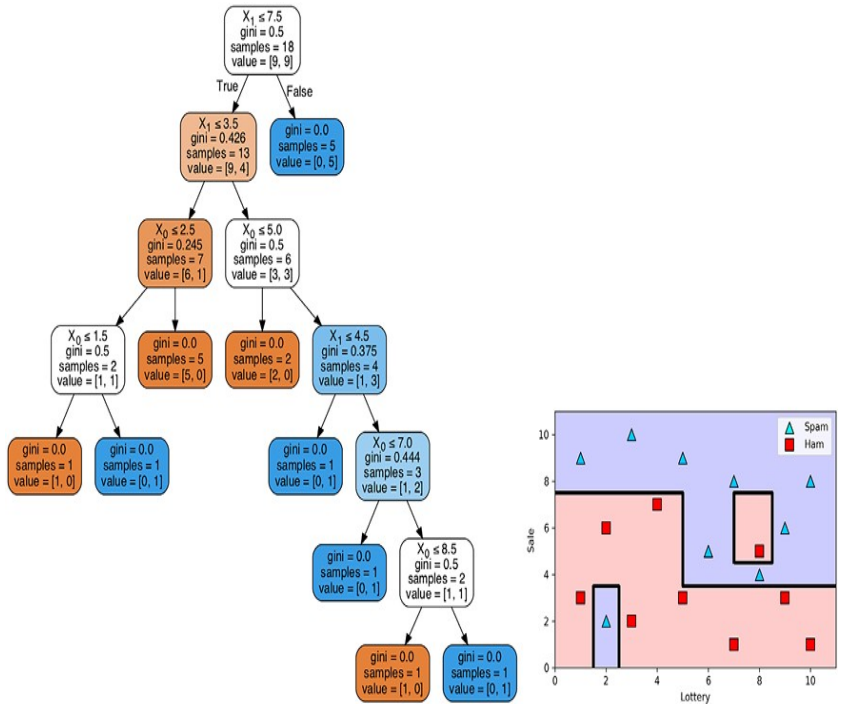 X₁ ≤ 7.5
gini = 0.5
samples = 18
value = [9, 9]
True
False
X₁ ≤ 3.5
gini = 0.426
samples = 13
value = [9, 4]
gini = 0.0
samples = 5
value = [0, 5]
X₀ ≤ 2.5
gini = 0.245
samples = 7
value = [6, 1]
X₀ ≤ 5.0
gini = 0.5
samples = 6
value = [3, 3]
X₀ ≤ 1.5
gini = 0.5
samples = 2
value = [1, 1]
gini = 0.0
samples = 5
value = [5, 0]
gini = 0.0
samples = 2
value = [2, 0]
X₁ ≤ 4.5
gini = 0.375
samples = 4
value = [1, 3]
gini = 0.0
samples = 1
value = [1, 0]
gini = 0.0
samples = 1
value = [0, 1]
gini = 0.0
samples = 1
value = [0, 1]
X₀ ≤ 7.0
gini = 0.444
samples = 3
value = [1, 2]
gini = 0.0
samples = 1
value = [0, 1]
X₀ ≤ 8.5
gini = 0.5
samples = 2
value = [1, 1]
gini = 0.0
samples = 1
value = [1, 0]
gini = 0.0
samples = 1
value = [0, 1]
Spam
Ham
10
8
6
4
2
0
Sale
0 2 4 6 8 10
Lottery